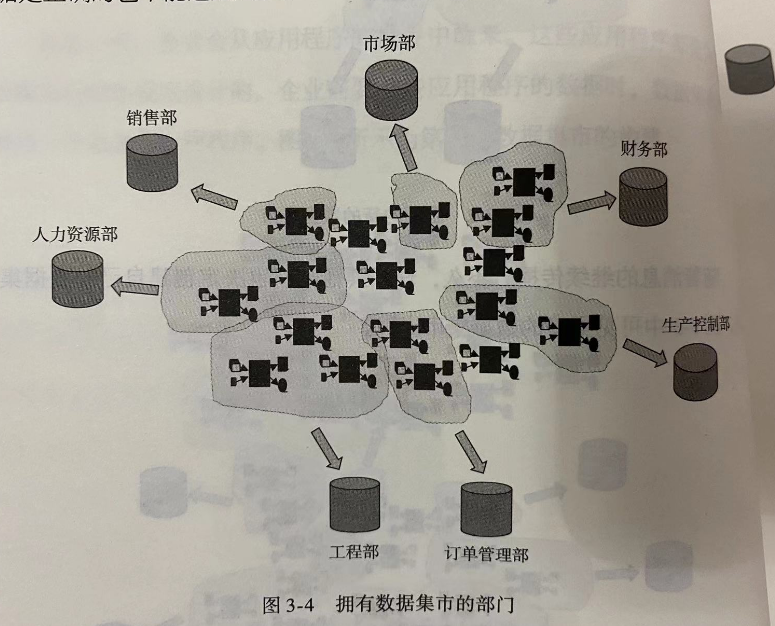 市场部
销售部
财务部
人力资源部
生产控制部
工程部
订单管理部
图 3-4 拥有数据集市的部门